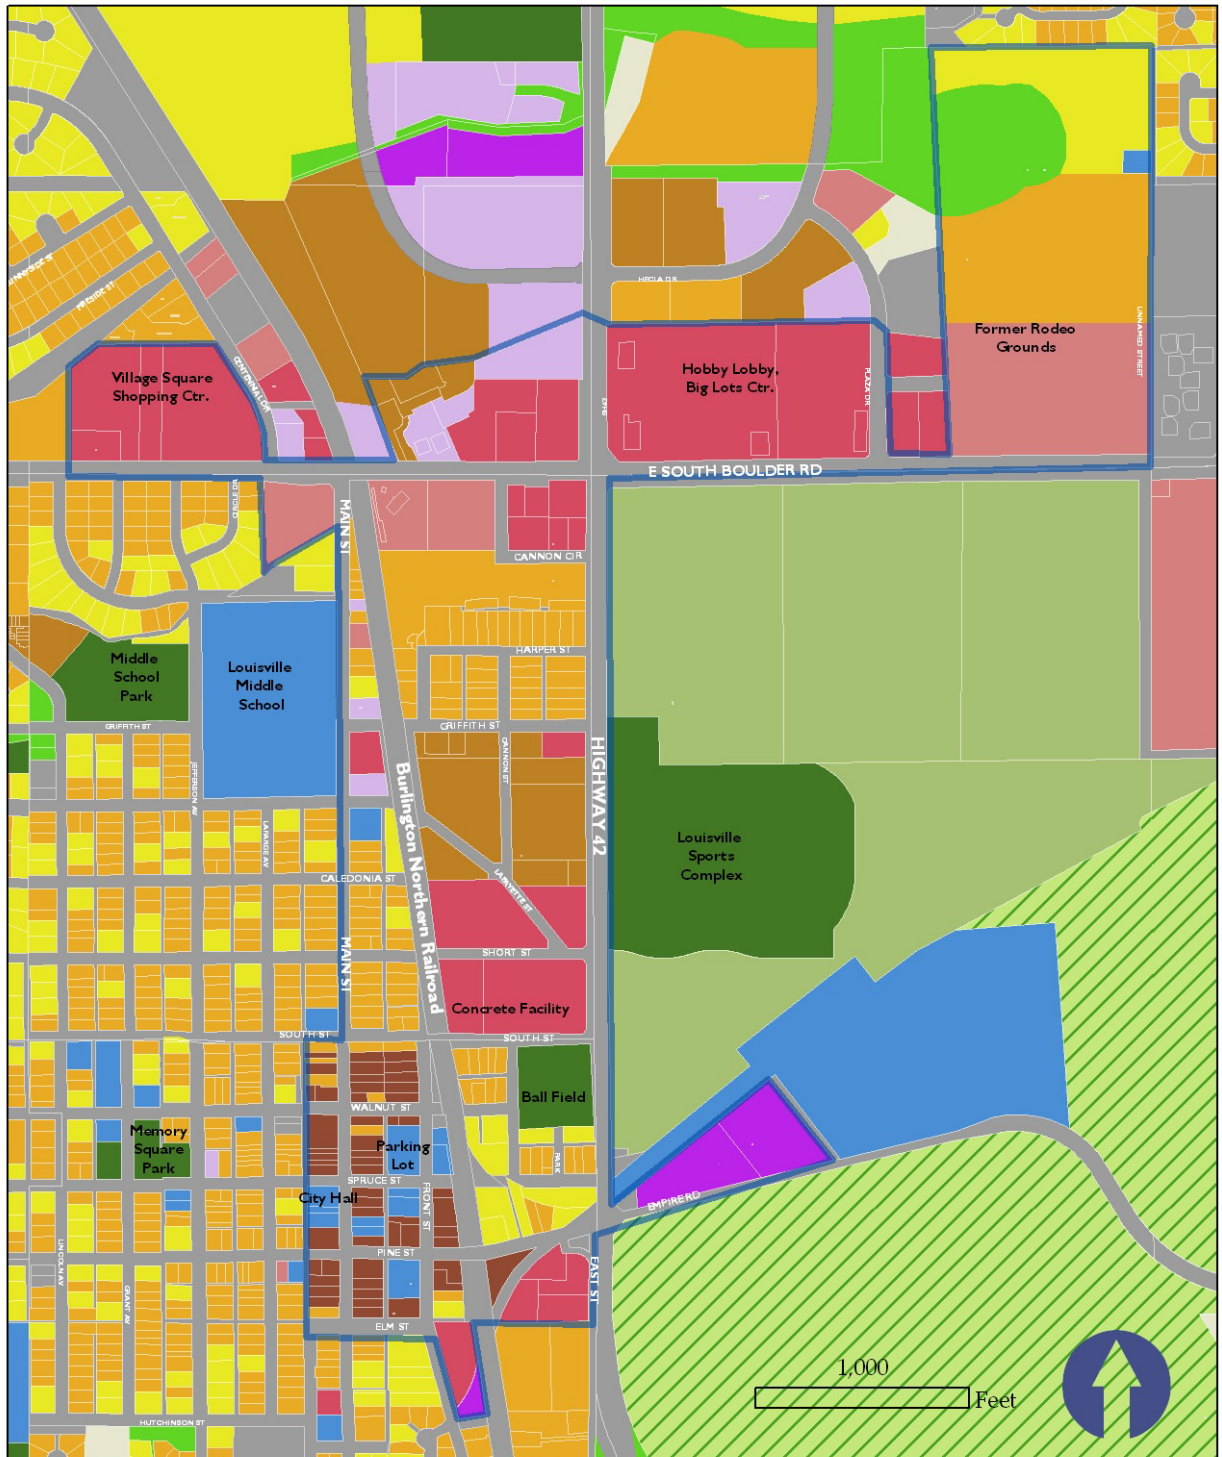 SUNNYSIDE ST
FIRESIDE ST
HECLA DR
Former Rodeo
Grounds
UNNAMED STREET
Village Square
Shopping Ctr.
CENTENNIAL DR
Hobby Lobby,
Big Lots Ctr.
PLAZA DR
E SOUTH BOULDER RD
CIRCLE DR
MAIN ST
CANNON CIR
Middle
School
Park
Louisville
Middle
School
HARPER ST
GRIFFITH ST
GRIFFITH ST
CANNON ST
JEFFERSON AV
HIGHWAY 42
Burlington Northern Railroad
LAFARGE AV
Louisville
Sports
Complex
CALEDONIA ST
LAFAYETTE ST
MAIN ST
SHORT ST
Concrete Facility
SOUTH ST
SOUTH ST
Ball Field
WALNUT ST
Memory
Square
Park
Parking
Lot
PARK
SPRUCE ST
City Hall
FRONT ST
EMPIRE RD
LINCOLN AV
PINE ST
EAST ST
GRANT AV
ELM ST
1,000
Feet
HUTCHINSON ST